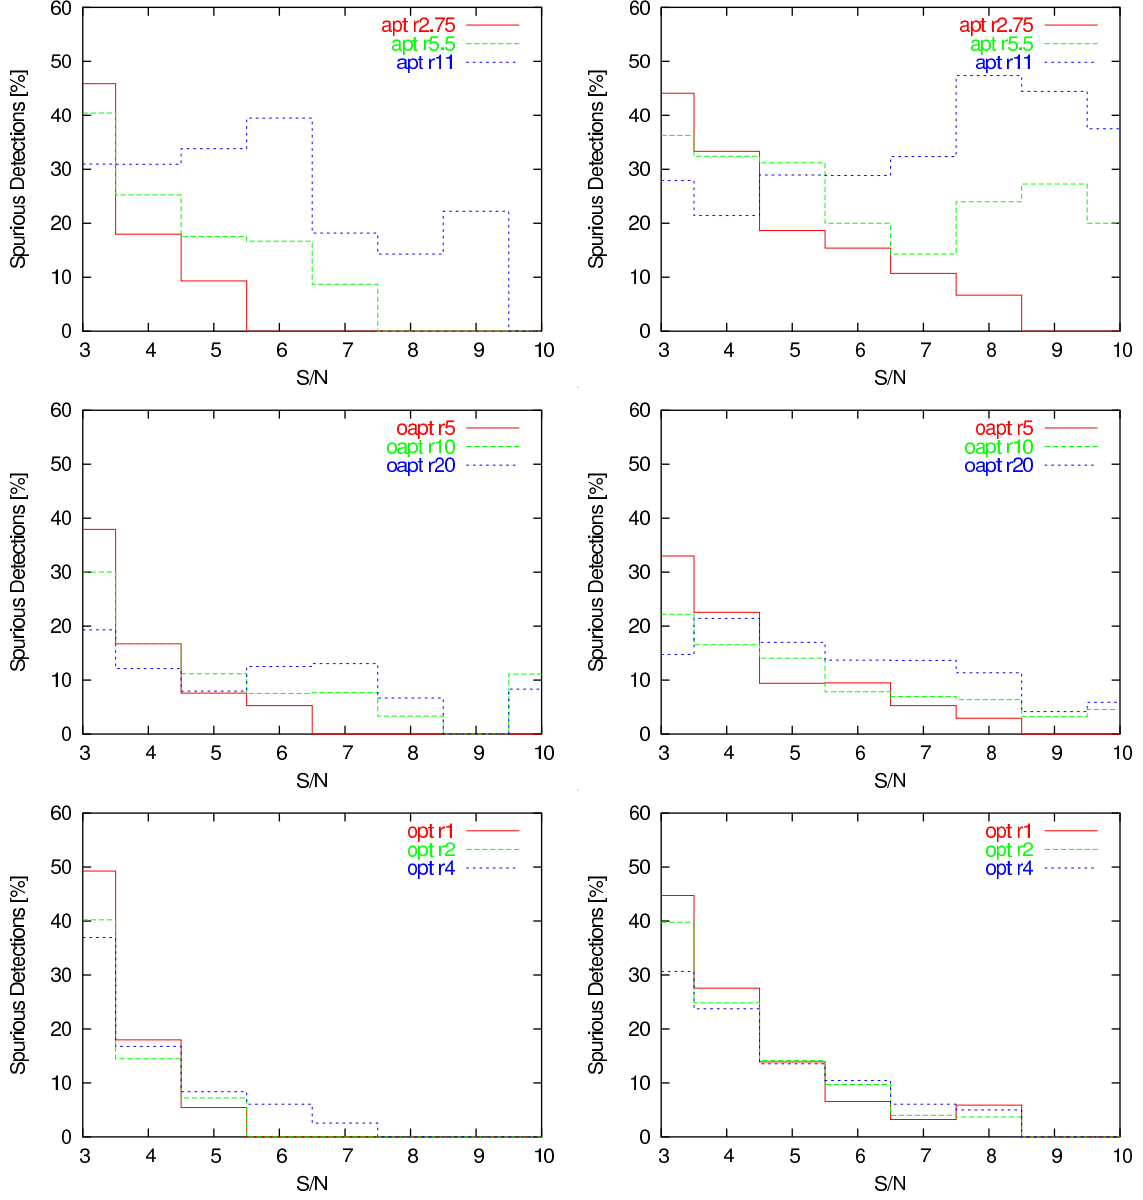 60
50
40
30
20
10
0
Spurious Detections [%]
apt r2.75
apt r5.5
apt r11
3 4 5 6 7 8 9 10
S/N
60
50
40
30
20
10
0
Spurious Detections [%]
apt r2.75
apt r5.5
apt r11
3 4 5 6 7 8 9 10
S/N
60
50
40
30
20
10
0
Spurious Detections [%]
oapt r5
oapt r10
oapt r20
3 4 5 6 7 8 9 10
S/N
60
50
40
30
20
10
0
Spurious Detections [%]
oapt r5
oapt r10
oapt r20
3 4 5 6 7 8 9 10
S/N
60
50
40
30
20
10
0
Spurious Detections [%]
opt r1
opt r2
opt r4
3 4 5 6 7 8 9 10
S/N
60
50
40
30
20
10
0
Spurious Detections [%]
opt r1
opt r2
opt r4
3 4 5 6 7 8 9 10
S/N